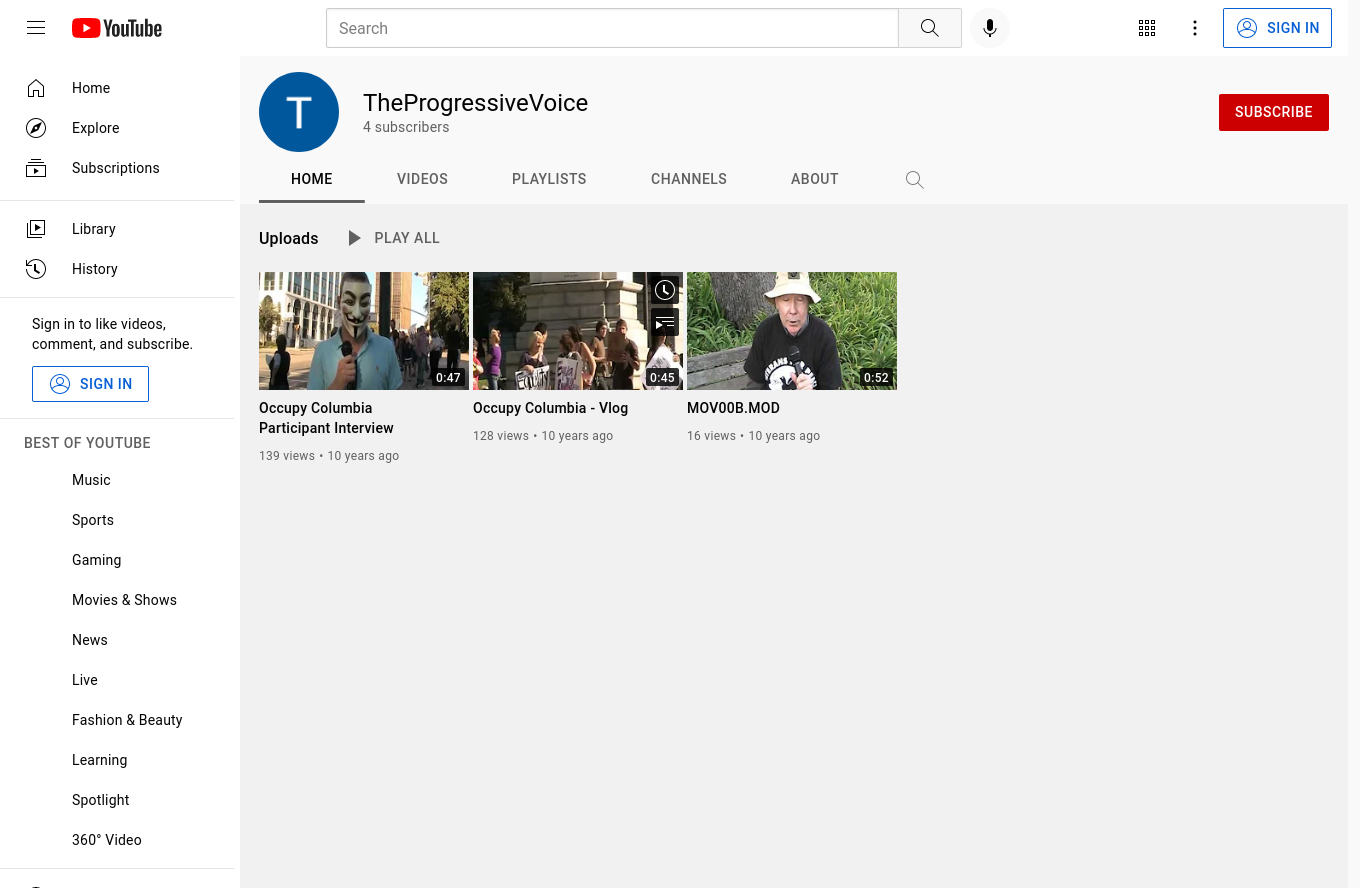 YouTube
Search
SIGN IN
Home
Explore
Subscriptions
Library
History
Sign in to like videos,
comment, and subscribe.
SIGN IN
BEST OF YOUTUBE
Music
Sports
Gaming
Movies & Shows
News
Live
Fashion & Beauty
Learning
Spotlight
360° Video
T
TheProgressiveVoice
4 subscribers
SUBSCRIBE
HOME
VIDEOS
PLAYLISTS
CHANNELS
ABOUT
Uploads
PLAY ALL
0:47
Occupy Columbia
Participant Interview
139 views • 10 years ago
0:45
Occupy Columbia - Vlog
128 views • 10 years ago
0:52
MOV00B.MOD
16 views • 10 years ago